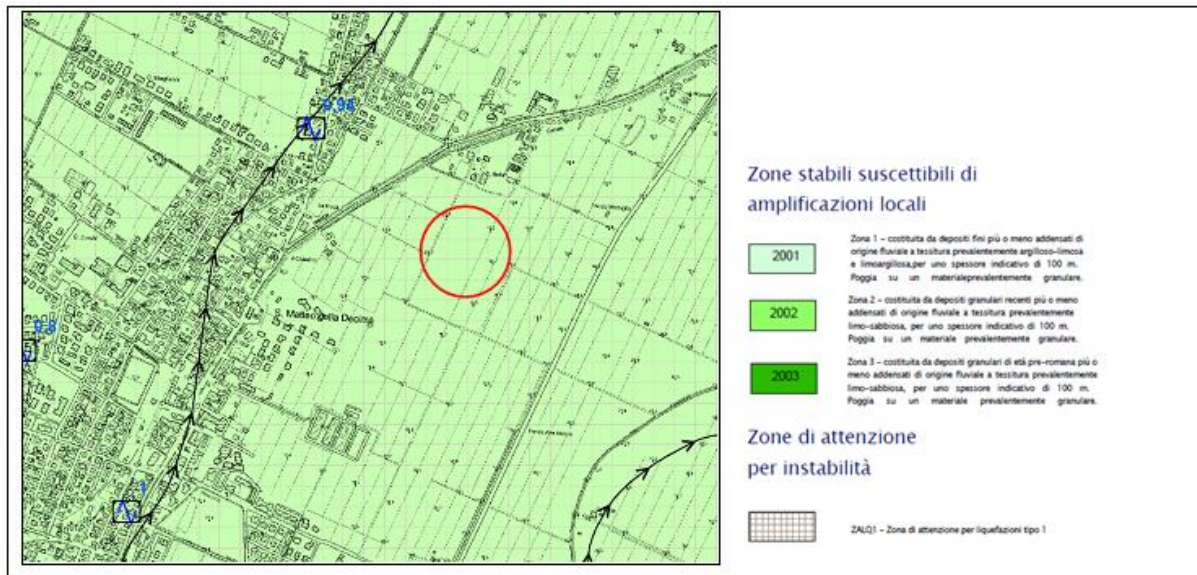 0.94
0.8
Matteo della Decima
1
Zone stabili suscettibili di
amplificazioni locali
2001
Zona 1 - costituita da depositi fini più o meno addensati di
origine fluviale a tessitura prevalentemente argilloso-limosa
e limoargillosa,per uno spessore indicativo di 100 m.
Poggia su un materialeprevalentemente granulare.
2002
Zona 2 - costituita da depositi granulari recenti più o meno
addensati di origine fluviale a tessitura prevalentemente
limo-sabbiosa, per uno spessore indicativo di 100 m.
Poggia su un materiale prevalentemente granulare.
2003
Zona 3 - costituita da depositi granulari di età pre-romana più o
meno addensati di origine fluviale a tessitura prevalentemente
limo-sabbiosa, per uno spessore indicativo di 100 m.
Poggia su un materiale prevalentemente granulare.
Zone di attenzione
per instabilità
ZALQ1 - Zona di attenzione per liquefazioni tipo 1